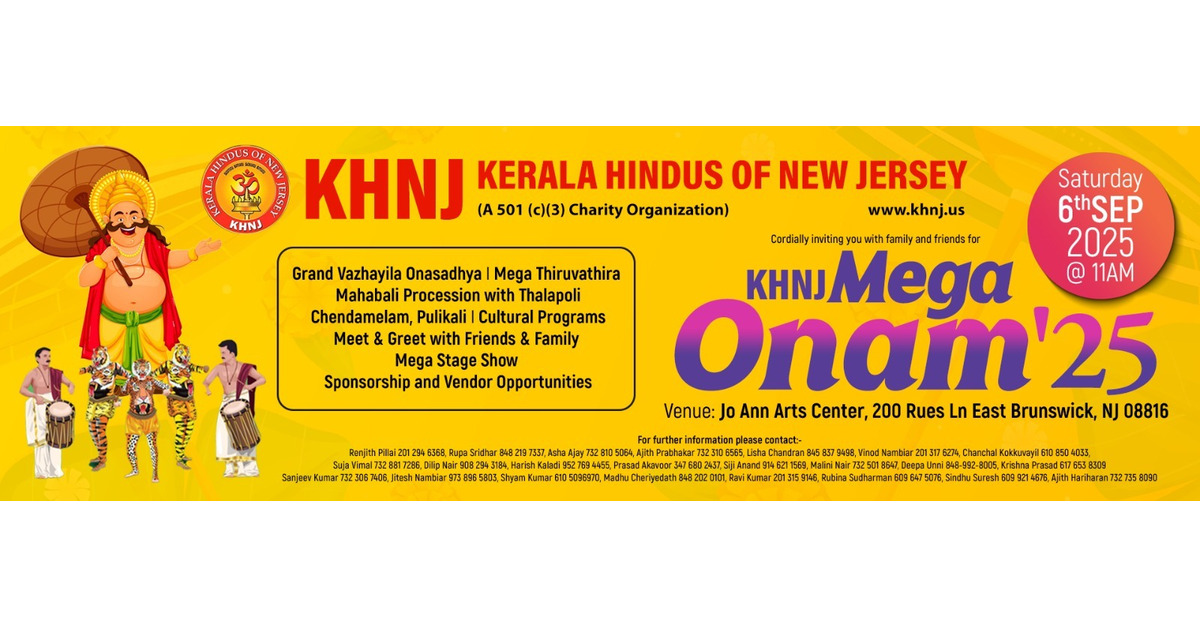 KERALA HINDUS OF NEW JERSEY
KHNJ
KHNJ
KERALA HINDUS OF NEW JERSEY
(A 501 (c)(3) Charity Organization)
www.khnj.us
Saturday
6thSEP
2025
@ 11AM
Cordially inviting you with family and friends for
KHNJ Mega
Onam'25
Venue: Jo Ann Arts Center, 200 Rues Ln East Brunswick, NJ 08816
Grand Vazhayila Onasadhya | Mega Thiruvathira
Mahabali Procession with Thalapoli
Chendamelam, Pulikali | Cultural Programs
Meet & Greet with Friends & Family
Mega Stage Show
Sponsorship and Vendor Opportunities
For further information please contact:-
Renjith Pillai 201 294 6368, Rupa Sridhar 848 219 7337, Asha Ajay 732 810 5064, Ajith Prabhakar 732 310 6565, Lisha Chandran 845 837 9498, Vinod Nambiar 201 317 6274, Chanchal Kokkuvayil 610 850 4033,
Suja Vimal 732 881 7286, Dilip Nair 908 294 3184, Harish Kaladi 952 769 4455, Prasad Akavoor 347 680 2437, Siji Anand 914 621 1569, Malini Nair 732 501 8647, Deepa Unni 848-992-8005, Krishna Prasad 617 653 8309
Sanjeev Kumar 732 306 7406, Jitesh Nambiar 973 896 5803, Shyam Kumar 610 5096970, Madhu Cheriyedath 848 202 0101, Ravi Kumar 201 315 9146, Rubina Sudharman 609 647 5076, Sindhu Suresh 609 921 4676, Ajith Hariharan 732 735 8090